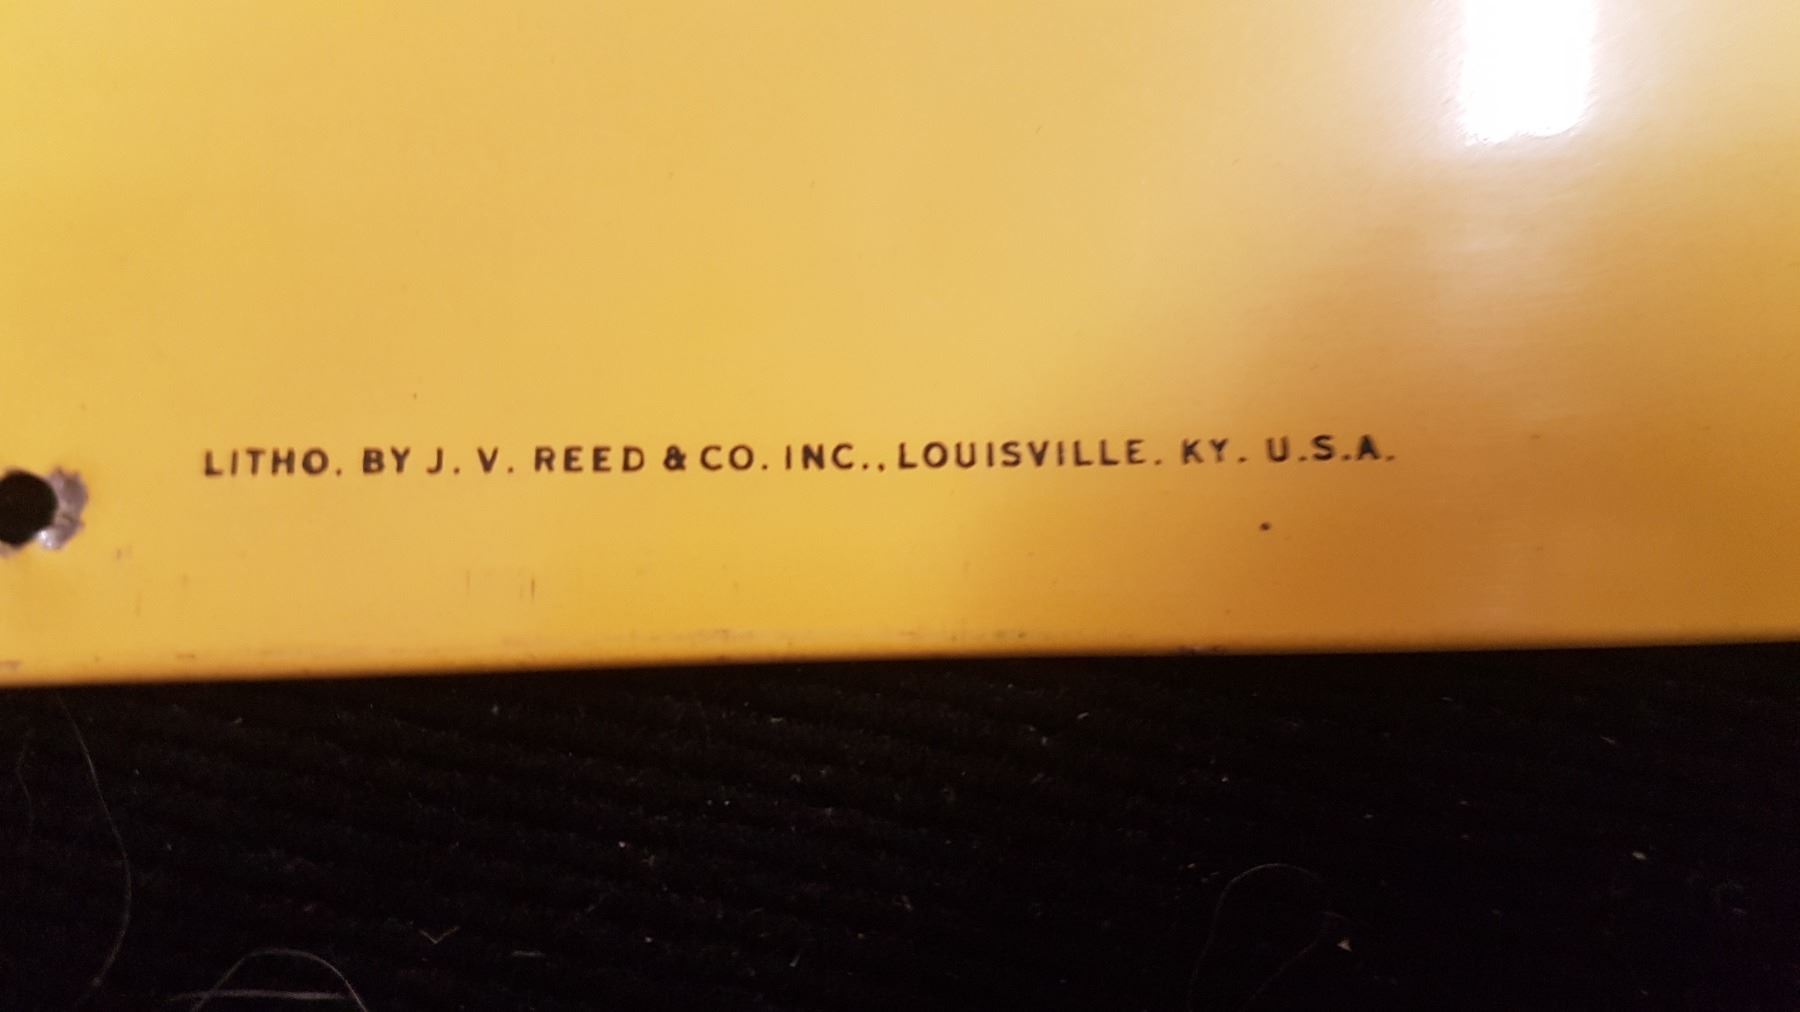 LITHO. BY J. V. REED & CO. INC., LOUISVILLE. KY. U.S.A.